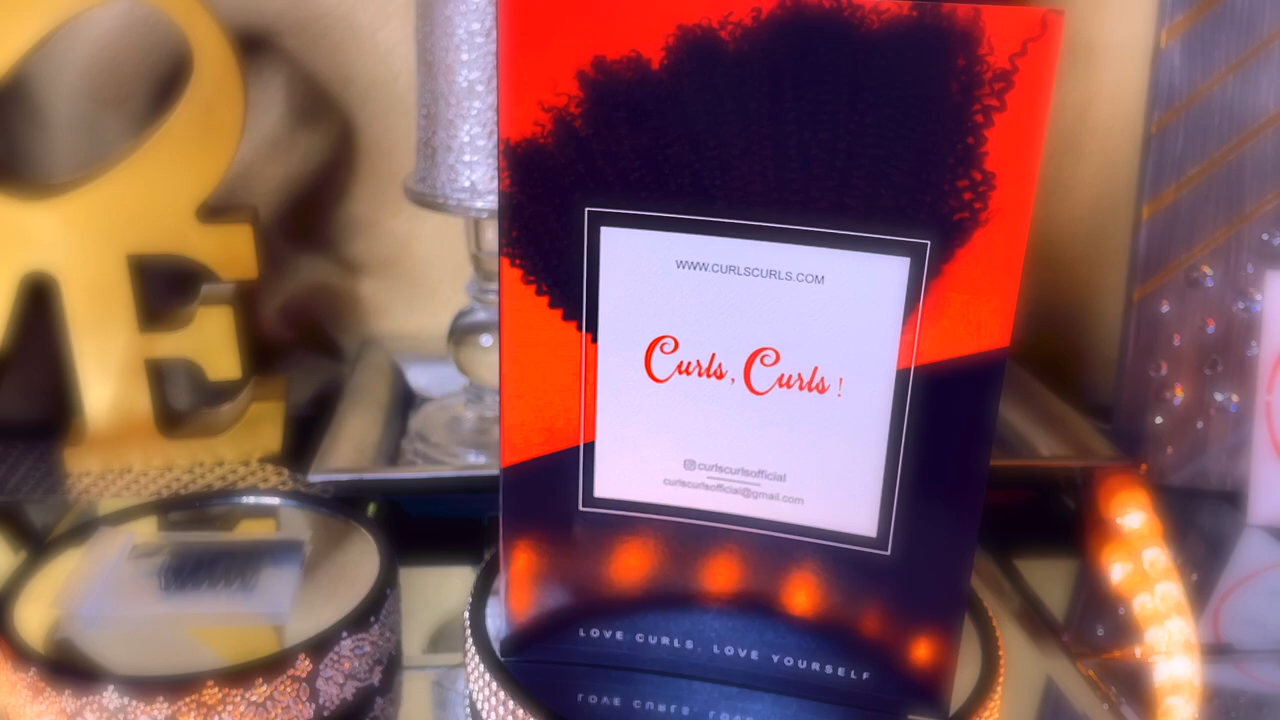 WWW.CURLSCURLS.COM
Curls, Curls!
curlscurlsofficial
curlscurlsofficial@gmail.com
LOVE CURLS, LOVE YOURSELF